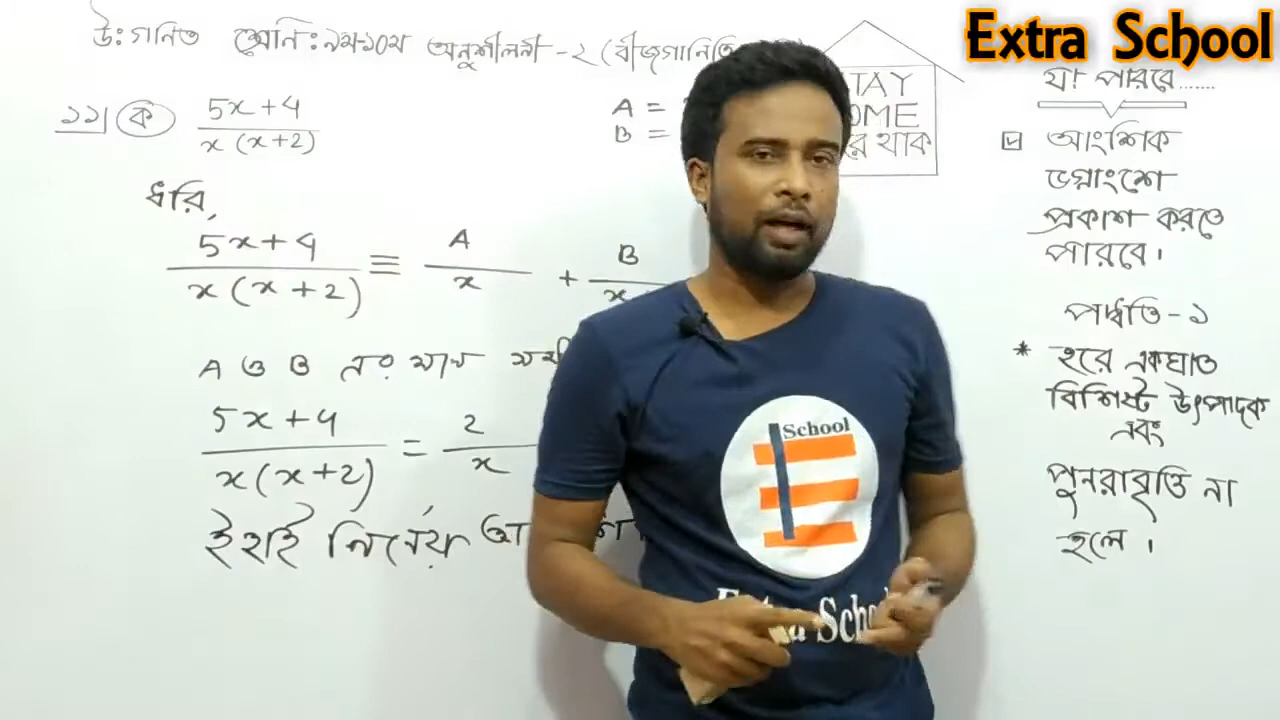 Extra School
উঃ গনিত শ্রেনি: ৯ম-১০ম অনুশীলনী -২ (বীজগানিতি
১১| ক 5x+4
x (x+2)
A =
B =
STAY
HOME
থাক
ধরি,
5x+4 ≡ A + B
x (x+2) x x
A ও B এর মান
5x+4 = 2
x(x+2) x
ইহাই নির্নেয়
যা পারবে.......
আংশিক
ভগ্নাংশে
প্রকাশ করতে
পারবে।
পদ্ধতি - ১
* হরে একঘাত
বিশিষ্ট উৎপাদক
এবং
পুনরাবৃত্তি না
হলে ।
School
Extra School